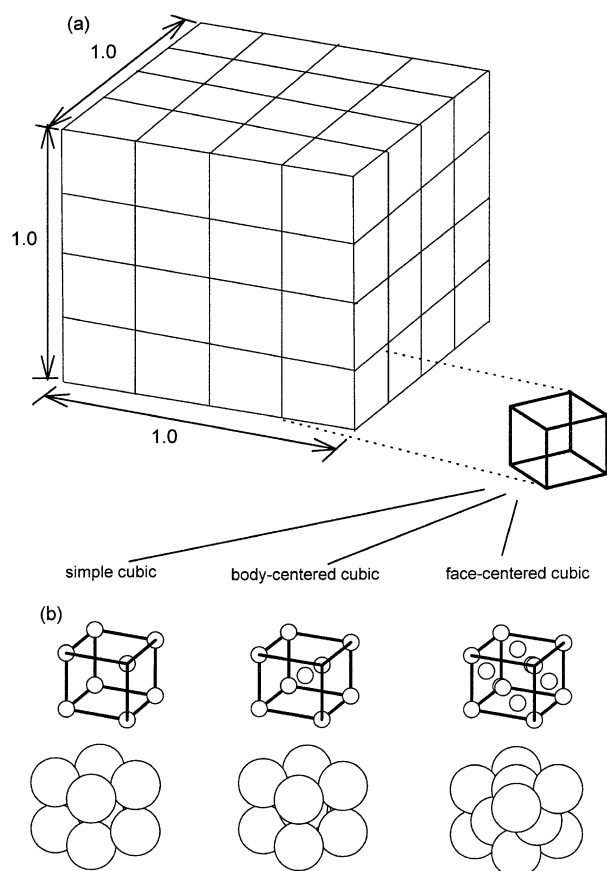 (a)
1.0
1.0
1.0
simple cubic
body-centered cubic
face-centered cubic
(b)